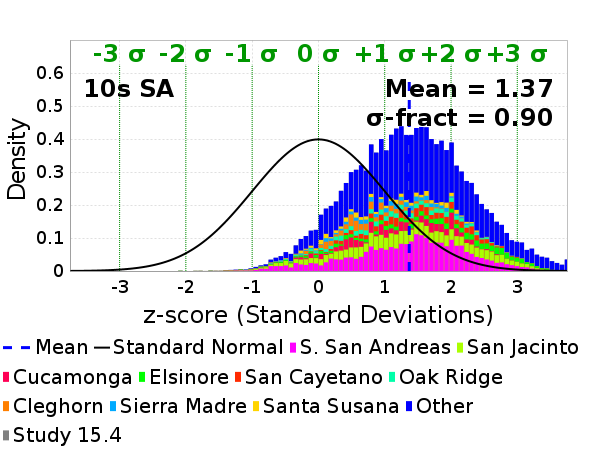 -3 σ -2 σ -1 σ 0 σ +1 σ +2 σ +3 σ
10s SA
Mean = 1.37
σ-fract = 0.90
Density
0.6
0.5
0.4
0.3
0.2
0.1
0
-3 -2 -1 0 1 2 3
z-score (Standard Deviations)
Mean Standard Normal S. San Andreas San Jacinto
Cucamonga Elsinore San Cayetano Oak Ridge
Cleghorn Sierra Madre Santa Susana Other
Study 15.4